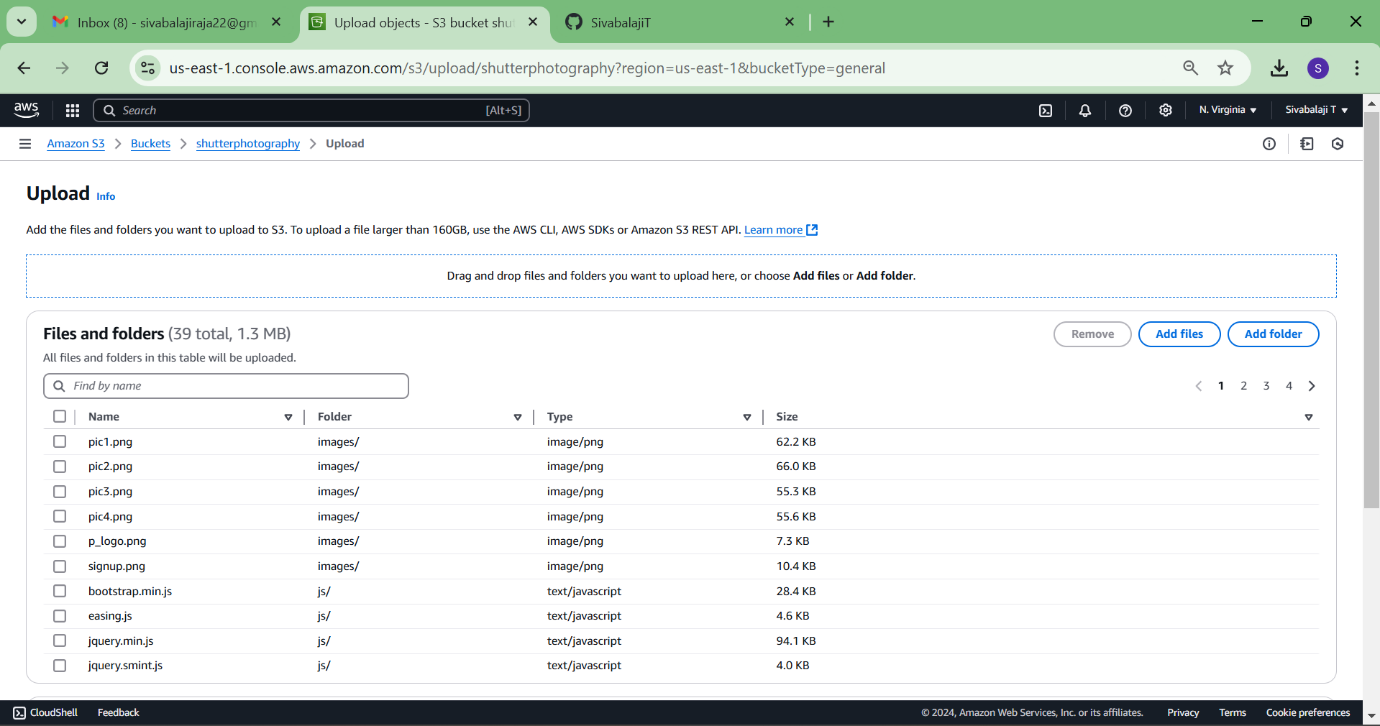 Inbox (8) - sivabalajiraja22@gm
Upload objects - S3 bucket shut
SivabalajiT
us-east-1.console.aws.amazon.com/s3/upload/shutterphotography?region=us-east-1&bucketType=general
S
aws
Search
[Alt+S]
N. Virginia
Sivabalaji T
Amazon S3 > Buckets > shutterphotography > Upload
Upload Info
Add the files and folders you want to upload to S3. To upload a file larger than 160GB, use the AWS CLI, AWS SDKs or Amazon S3 REST API. Learn more
Drag and drop files and folders you want to upload here, or choose Add files or Add folder.
Files and folders (39 total, 1.3 MB)
Remove
Add files
Add folder
All files and folders in this table will be uploaded.
Find by name
1 2 3 4
Name Folder Type Size
pic1.png images/ image/png 62.2 KB
pic2.png images/ image/png 66.0 KB
pic3.png images/ image/png 55.3 KB
pic4.png images/ image/png 55.6 KB
p_logo.png images/ image/png 7.3 KB
signup.png images/ image/png 10.4 KB
bootstrap.min.js js/ text/javascript 28.4 KB
easing.js js/ text/javascript 4.6 KB
jquery.min.js js/ text/javascript 94.1 KB
jquery.smint.js js/ text/javascript 4.0 KB
CloudShell Feedback © 2024, Amazon Web Services, Inc. or its affiliates. Privacy Terms Cookie preferences